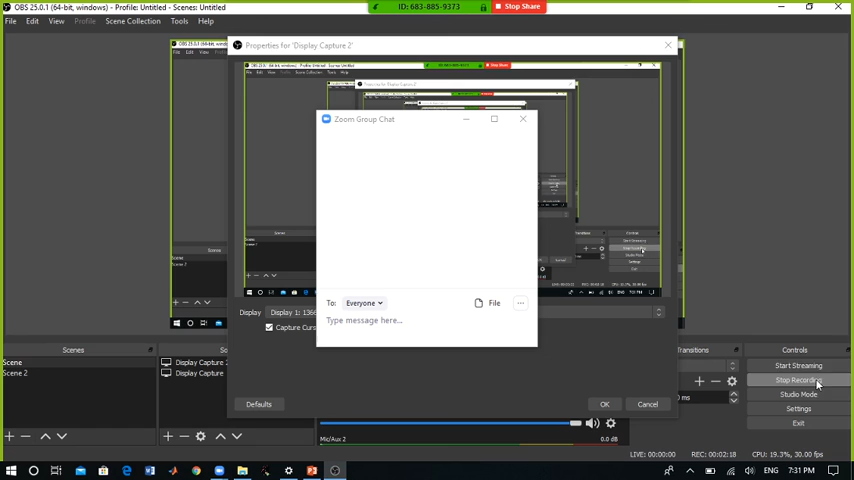 OBS 25.0.1 (64-bit, windows) - Profile: Untitled - Scenes: Untitled
ID: 683-885-9373
Stop Share
File Edit View Profile Scene Collection Tools Help
Properties for 'Display Capture 2'
Zoom Group Chat
To: Everyone
File
...
Type message here...
Display
Display 1: 1366
Capture Curs
Defaults
OK
Cancel
Scenes
Scene
Scene 2
So
Display Capture 2
Display Capture
Mic/Aux 2
0.0 dB
Transitions
ms
Controls
Start Streaming
Stop Recording
Studio Mode
Settings
Exit
LIVE: 00:00:00
REC: 00:02:18
CPU: 19.3%, 30.00 fps
ENG
7:31 PM